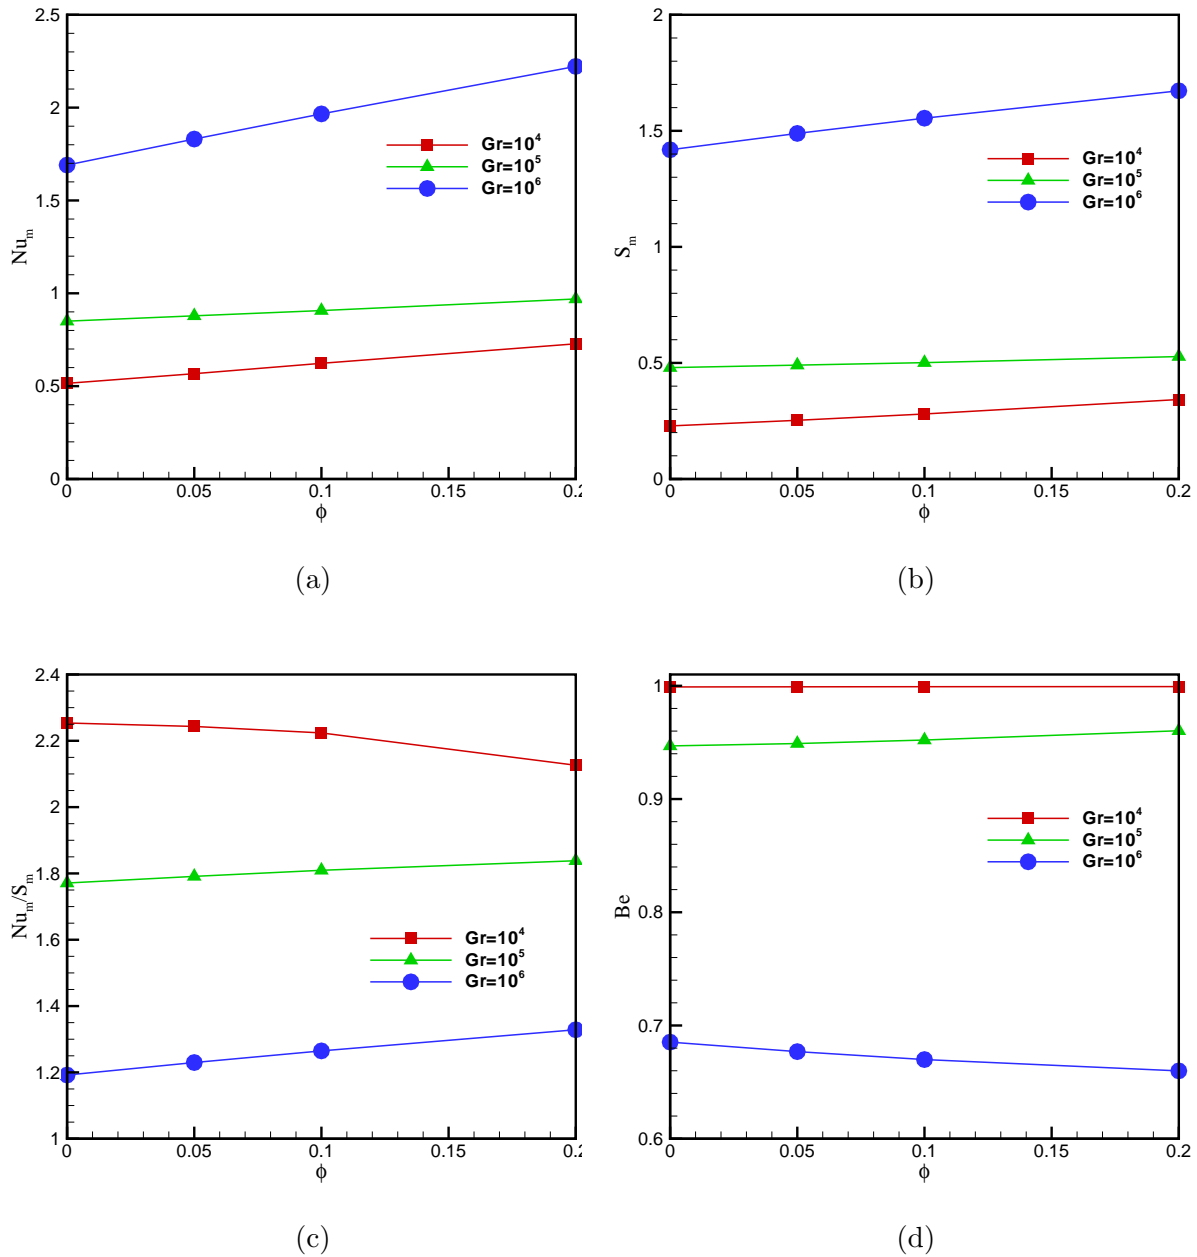 2.5
2
1.5
1
0.5
0
Nu_m
0 0.05 0.1 0.15 0.2
ϕ
Gr=10^4
Gr=10^5
Gr=10^6
(a)
2
1.5
1
0.5
0
S_m
0 0.05 0.1 0.15 0.2
ϕ
Gr=10^4
Gr=10^5
Gr=10^6
(b)
2.4
2.2
2
1.8
1.6
1.4
1.2
1
Nu_m/S_m
0 0.05 0.1 0.15 0.2
ϕ
Gr=10^4
Gr=10^5
Gr=10^6
(c)
1
0.9
0.8
0.7
0.6
Be
0 0.05 0.1 0.15 0.2
ϕ
Gr=10^4
Gr=10^5
Gr=10^6
(d)